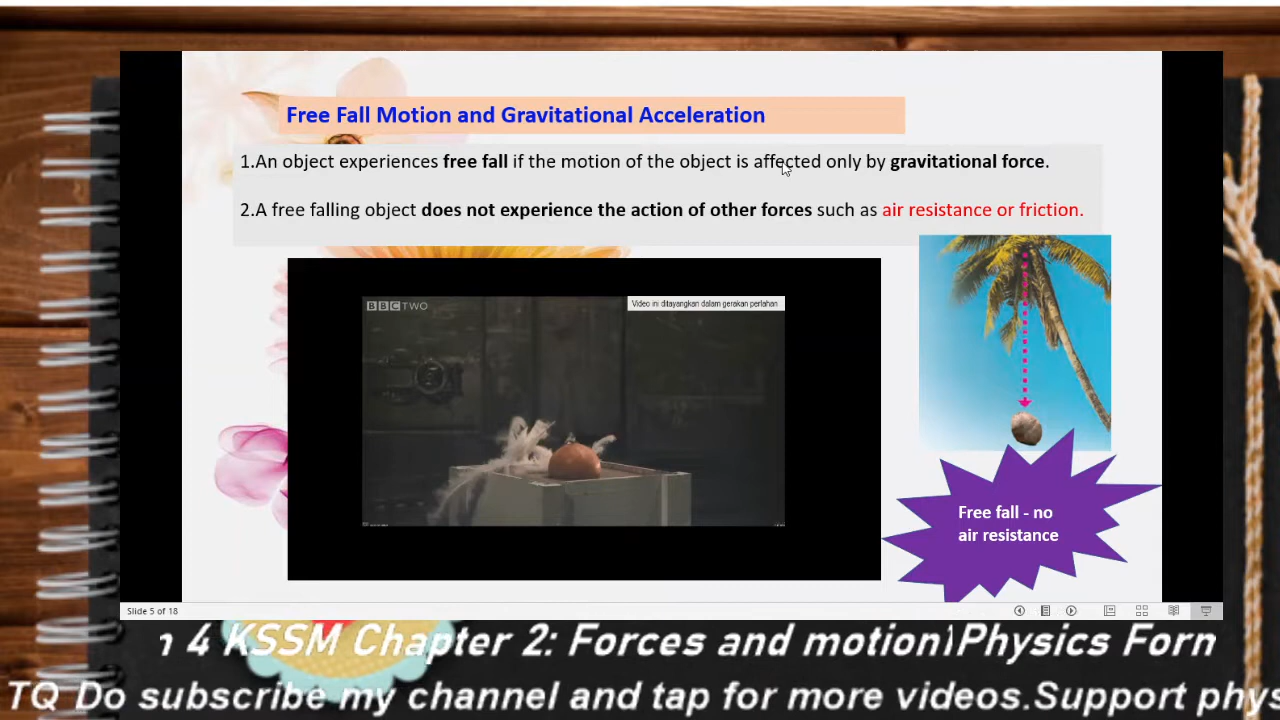 Free Fall Motion and Gravitational Acceleration
1.An object experiences free fall if the motion of the object is affected only by gravitational force.
2.A free falling object does not experience the action of other forces such as air resistance or friction.
BBC TWO
Video ini ditayangkan dalam gerakan perlahan
Free fall - no
air resistance
Slide 5 of 18
4 KSSM Chapter 2: Forces and motion)Physics Forn
TQ Do subscribe my channel and tap for more videos.Support phys